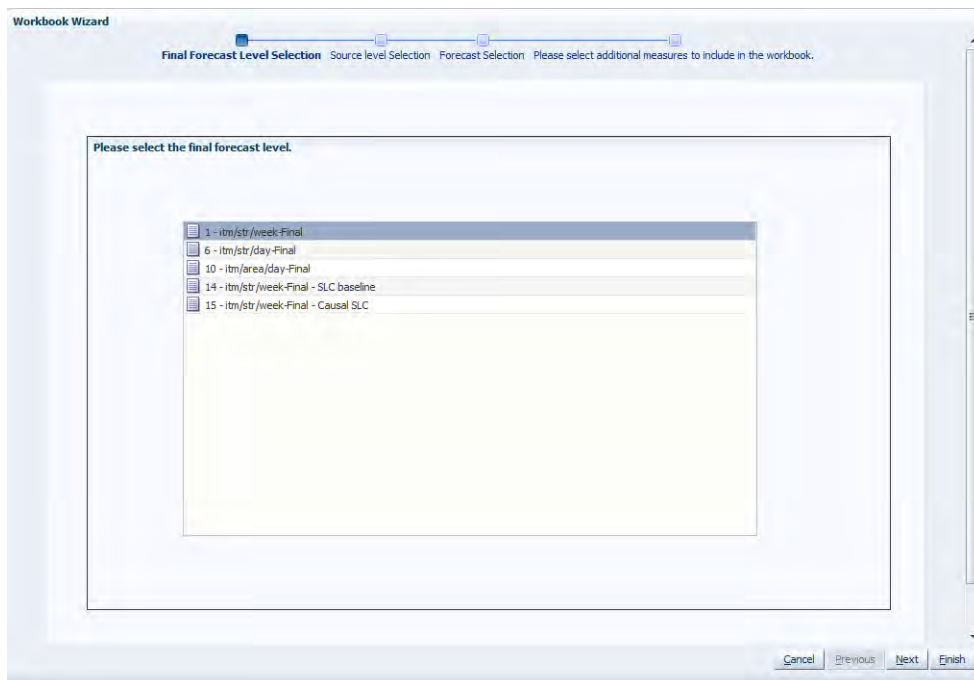 Workbook Wizard
Final Forecast Level Selection Source level Selection Forecast Selection Please select additional measures to include in the workbook.
Please select the final forecast level.
1 - itm/str/week-Final
6 - itm/str/day-Final
10 - itm/area/day-Final
14 - itm/str/week-Final - SLC baseline
15 - itm/str/week-Final - Causal SLC
Cancel Previous Next Finish